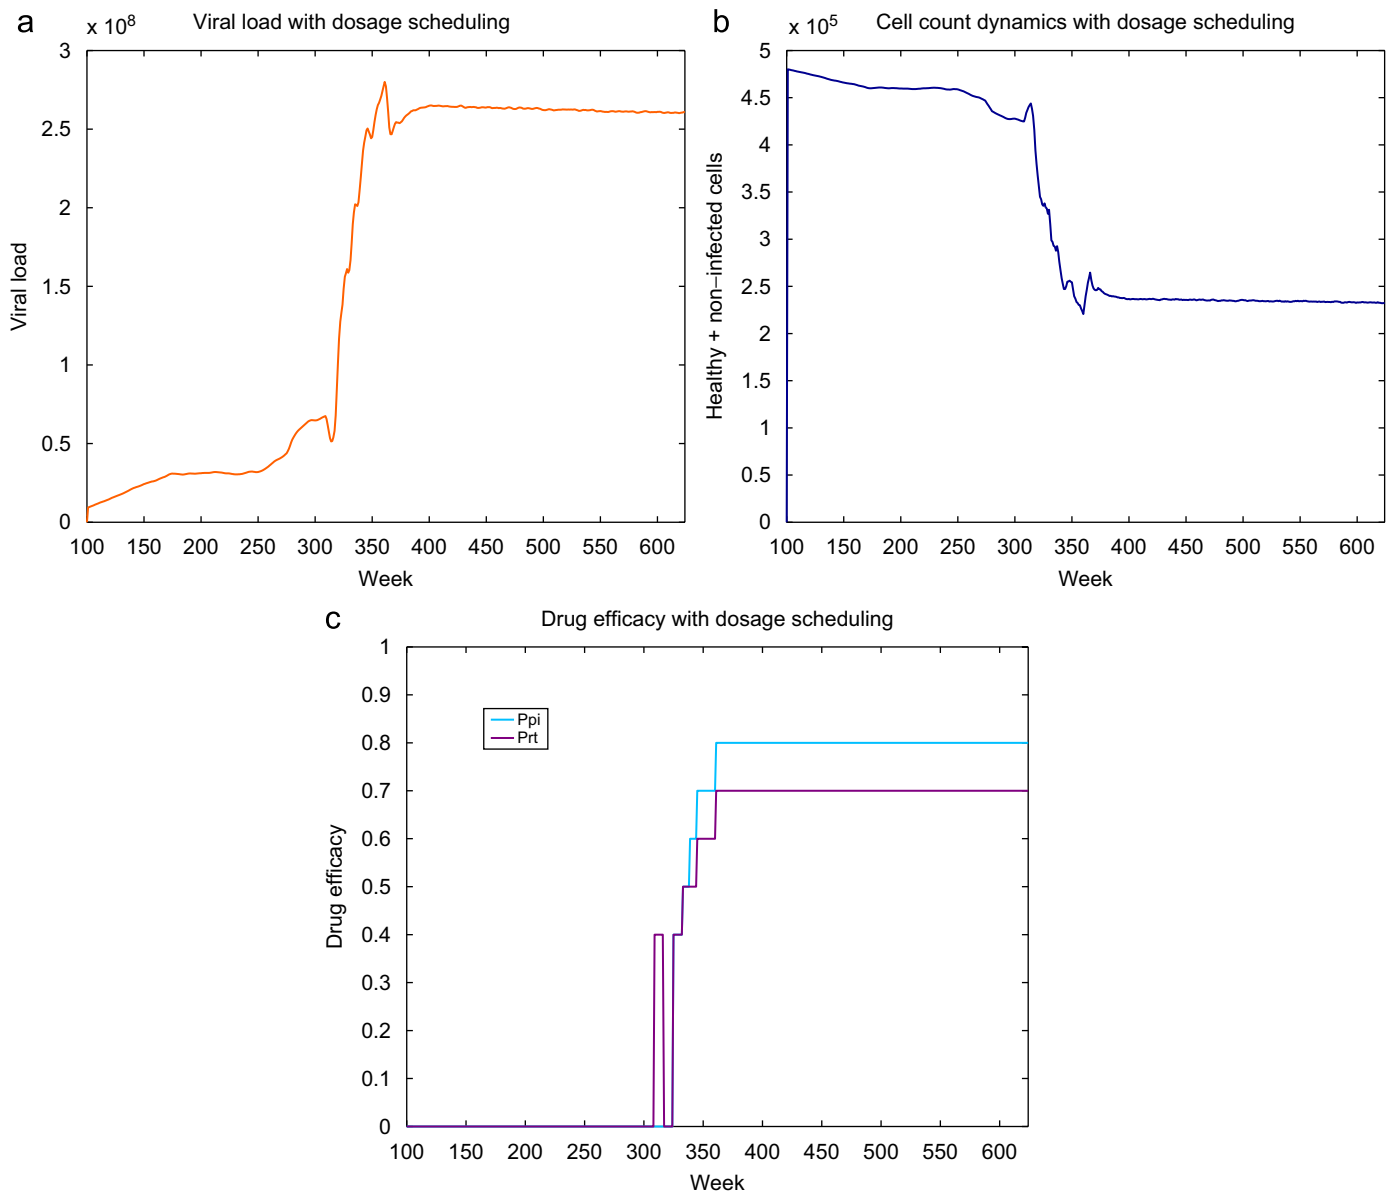 a
Viral load with dosage scheduling
x 10⁸
3
2.5
2
1.5
1
0.5
0
Viral load
100 150 200 250 300 350 400 450 500 550 600
Week
b
Cell count dynamics with dosage scheduling
x 10⁵
5
4.5
4
3.5
3
2.5
2
1.5
1
0.5
0
Healthy + non–infected cells
100 150 200 250 300 350 400 450 500 550 600
Week
c
Drug efficacy with dosage scheduling
1
0.9
0.8
0.7
0.6
0.5
0.4
0.3
0.2
0.1
0
Drug efficacy
Ppi
Prt
100 150 200 250 300 350 400 450 500 550 600
Week